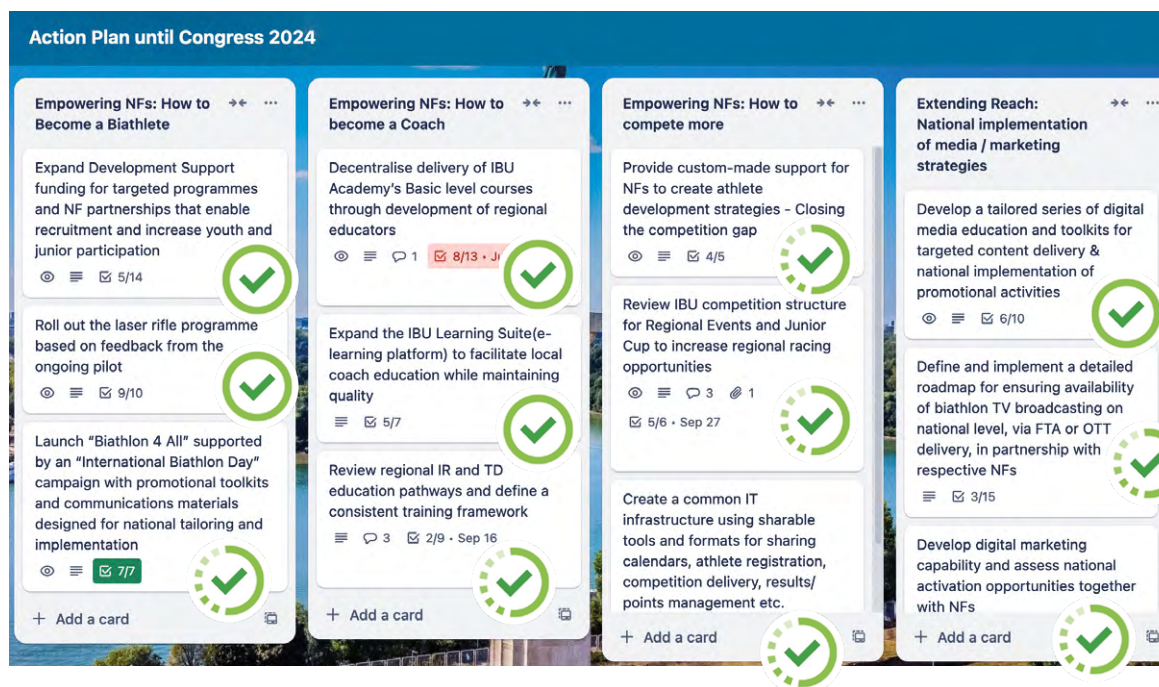 Action Plan until Congress 2024
Empowering NFs: How to
Become a Biathlete
Expand Development Support
funding for targeted programmes
and NF partnerships that enable
recruitment and increase youth and
junior participation
5/14
Roll out the laser rifle programme
based on feedback from the
ongoing pilot
9/10
Launch “Biathlon 4 All” supported
by an “International Biathlon Day”
campaign with promotional toolkits
and communications materials
designed for national tailoring and
implementation
7/7
+ Add a card
Empowering NFs: How to
become a Coach
Decentralise delivery of IBU
Academy's Basic level courses
through development of regional
educators
1 8/13 •
Expand the IBU Learning Suite(e-
learning platform) to facilitate local
coach education while maintaining
quality
5/7
Review regional IR and TD
education pathways and define a
consistent training framework
3 2/9 • Sep 16
+ Add a card
Empowering NFs: How to
compete more
Provide custom-made support for
NFs to create athlete
development strategies - Closing
the competition gap
4/5
Review IBU competition structure
for Regional Events and Junior
Cup to increase regional racing
opportunities
3 1
5/6 • Sep 27
Create a common IT
infrastructure using sharable
tools and formats for sharing
calendars, athlete registration,
competition delivery, results/
points management etc.
+ Add a card
Extending Reach:
National implementation
of media / marketing
strategies
Develop a tailored series of digital
media education and toolkits for
targeted content delivery &
national implementation of
promotional activities
6/10
Define and implement a detailed
roadmap for ensuring availability
of biathlon TV broadcasting on
national level, via FTA or OTT
delivery, in partnership with
respective NFs
3/15
Develop digital marketing
capability and assess national
activation opportunities together
with NFs
+ Add a card